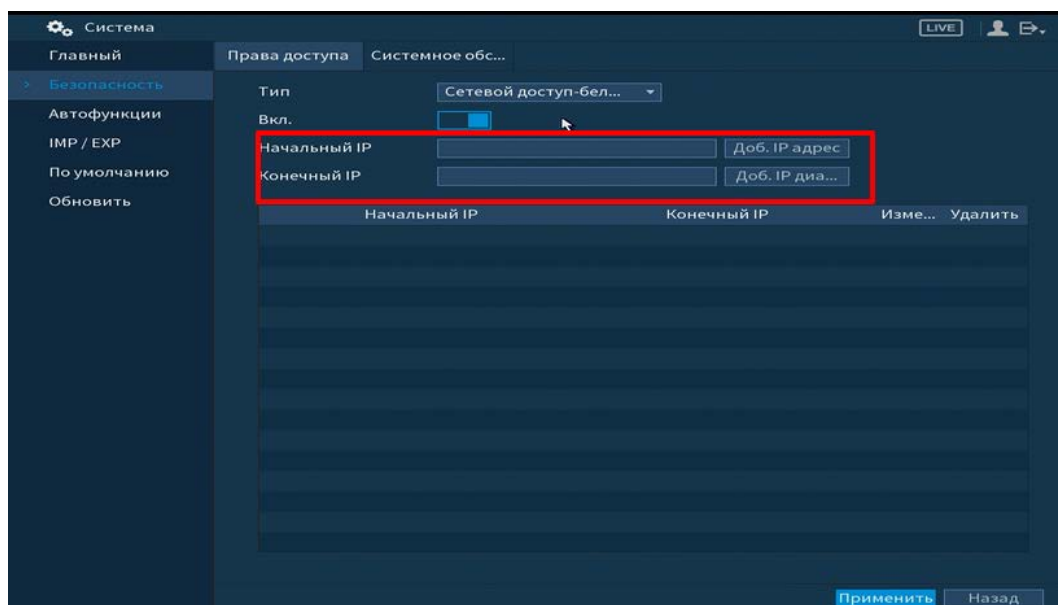 Система LIVE
Главный
Безопасность
Автофункции
IMP / EXP
По умолчанию
Обновить
Права доступа Системное обс...
Тип Сетевой доступ-бел...
Вкл.
Начальный IP Доб. IP адрес
Конечный IP Доб. IP диа...
Начальный IP Конечный IP Изме... Удалить
Применить Назад